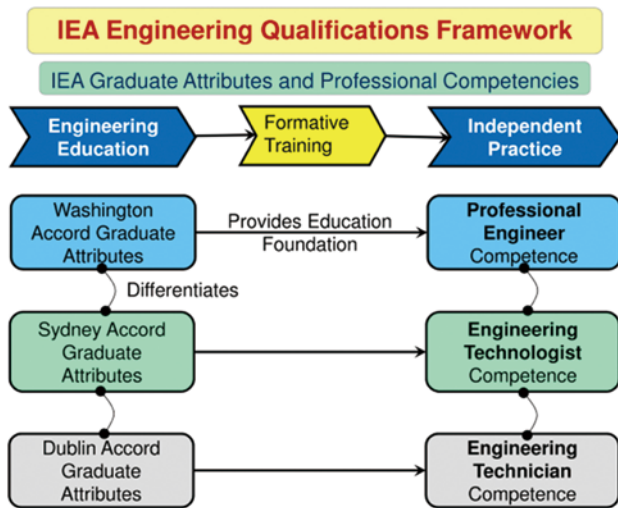 IEA Engineering Qualifications Framework
IEA Graduate Attributes and Professional Competencies
Engineering
Education
Formative
Training
Independent
Practice
Washington
Accord Graduate
Attributes
Provides Education
Foundation
Professional
Engineer
Competence
Differentiates
Sydney Accord
Graduate
Attributes
Engineering
Technologist
Competence
Dublin Accord
Graduate
Attributes
Engineering
Technician
Competence